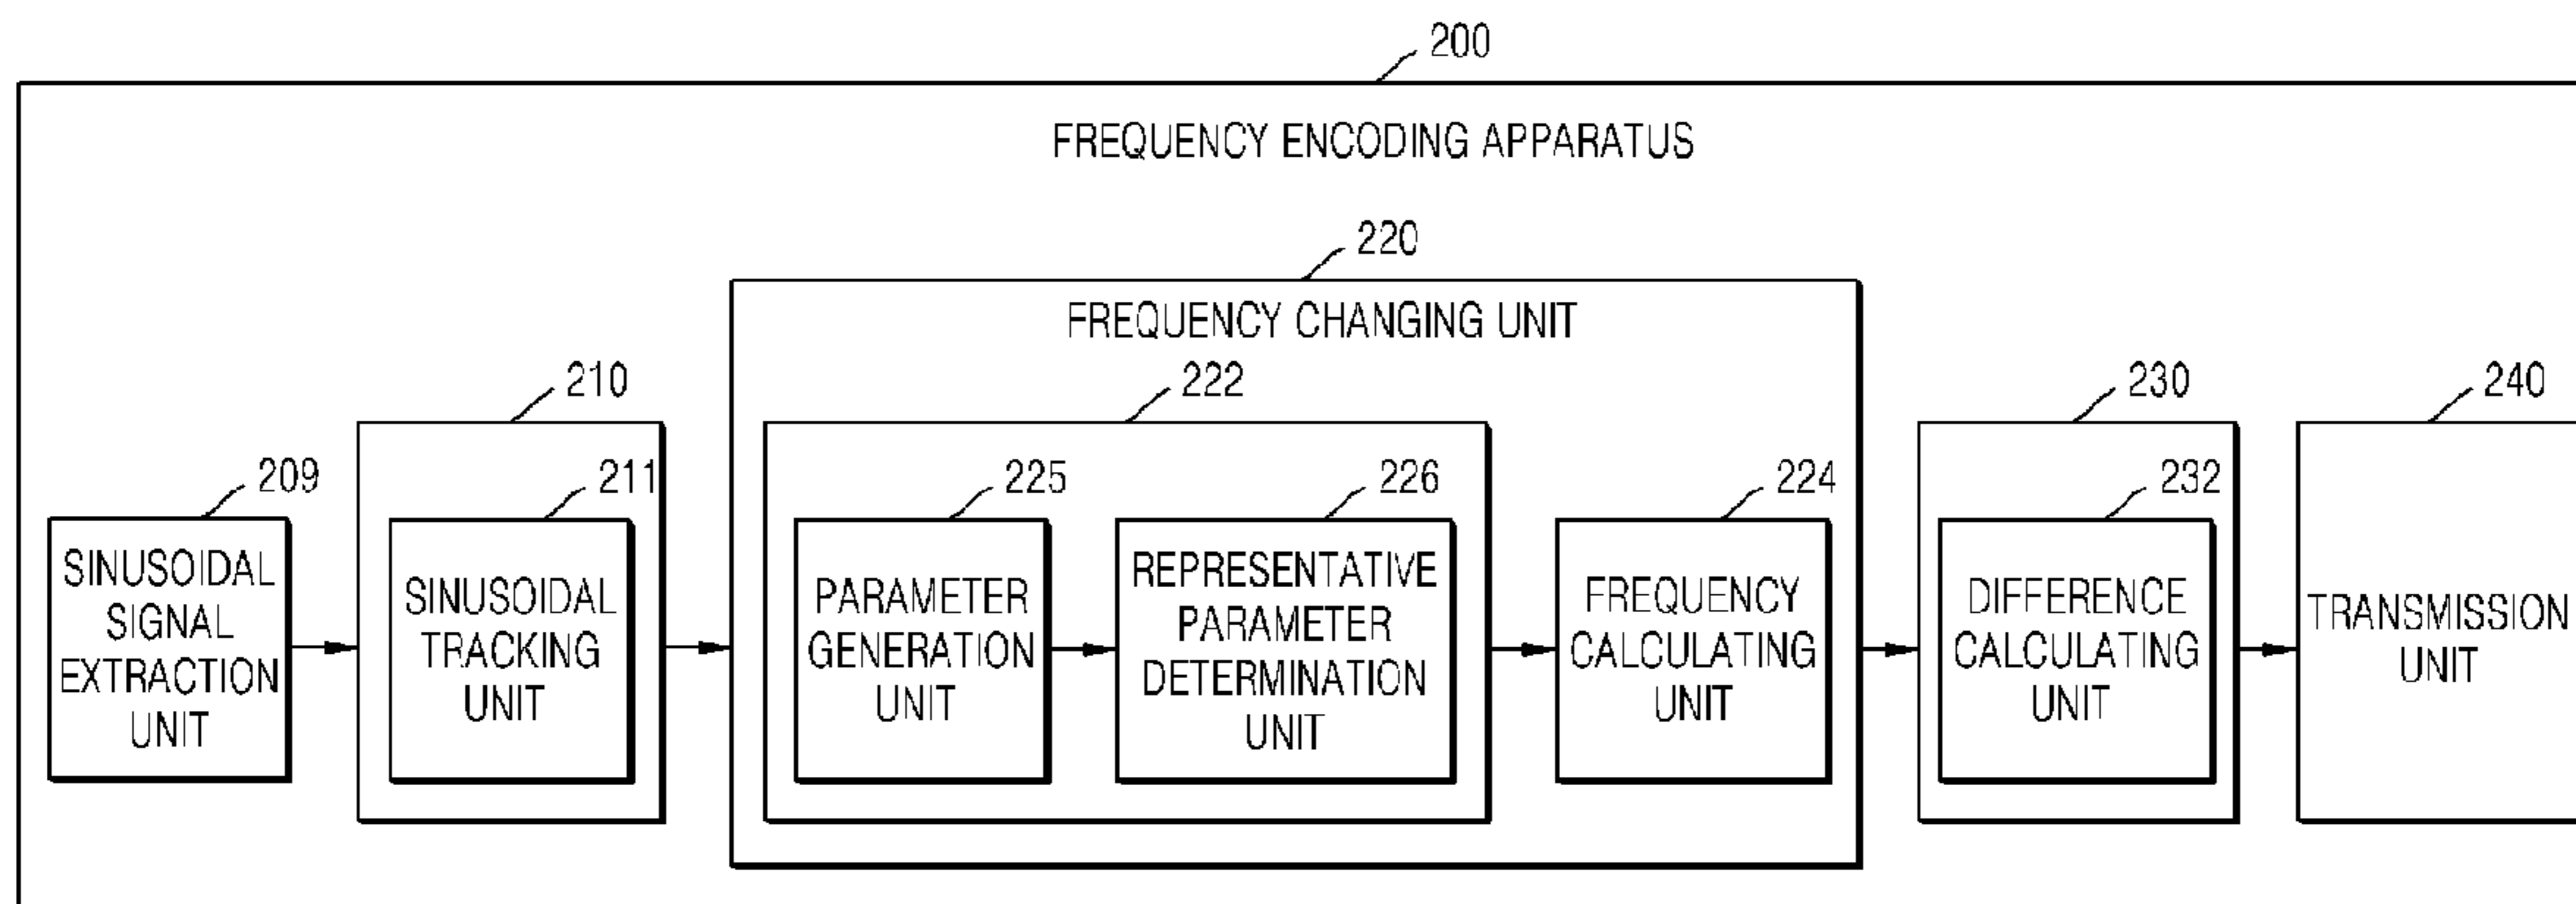 200
FREQUENCY ENCODING APPARATUS
220
FREQUENCY CHANGING UNIT
210
222
230
240
209
211
225
226
224
232
SINUSOIDAL
SIGNAL
EXTRACTION
UNIT
SINUSOIDAL
TRACKING
UNIT
PARAMETER
GENERATION
UNIT
REPRESENTATIVE
PARAMETER
DETERMINATION
UNIT
FREQUENCY
CALCULATING
UNIT
DIFFERENCE
CALCULATING
UNIT
TRANSMISSION
UNIT